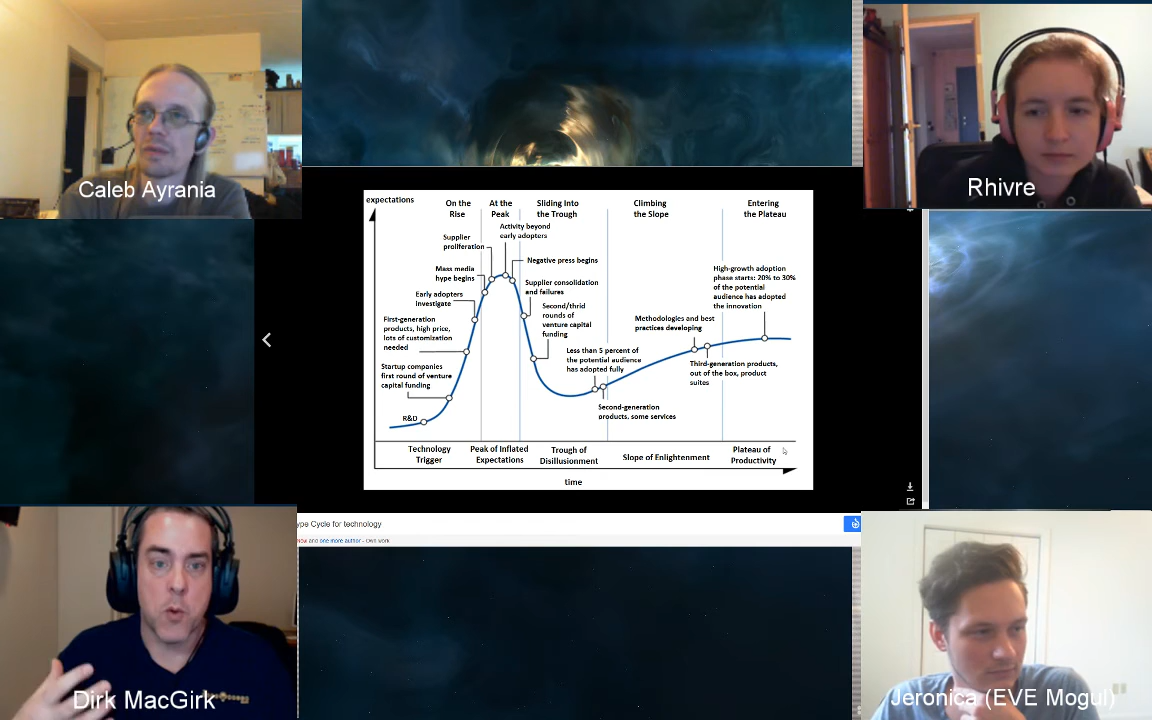 Caleb Ayrania
Rhivre
expectations
On the
Rise
At the
Peak
Sliding Into
the Trough
Climbing
the Slope
Entering
the Plateau
Activity beyond
early adopters
Supplier
proliferation
Negative press begins
Mass media
hype begins
Supplier consolidation
and failures
Early adopters
investigate
Second/thrid
rounds of
venture capital
funding
First-generation
products, high price,
lots of customization
needed
Less than 5 percent of
the potential audience
has adopted fully
Methodologies and best
practices developing
High-growth adoption
phase starts: 20% to 30%
of the potential
audience has adopted
the innovation
Startup companies
first round of venture
capital funding
Third-generation products,
out of the box, product
suites
Second-generation
products, some services
R&D
Technology
Trigger
Peak of Inflated
Expectations
Trough of
Disillusionment
Slope of Enlightenment
Plateau of
Productivity
time
ype Cycle for technology
and one more author - Own work
Dirk MacGirk
Jeronica (EVE Mogul)